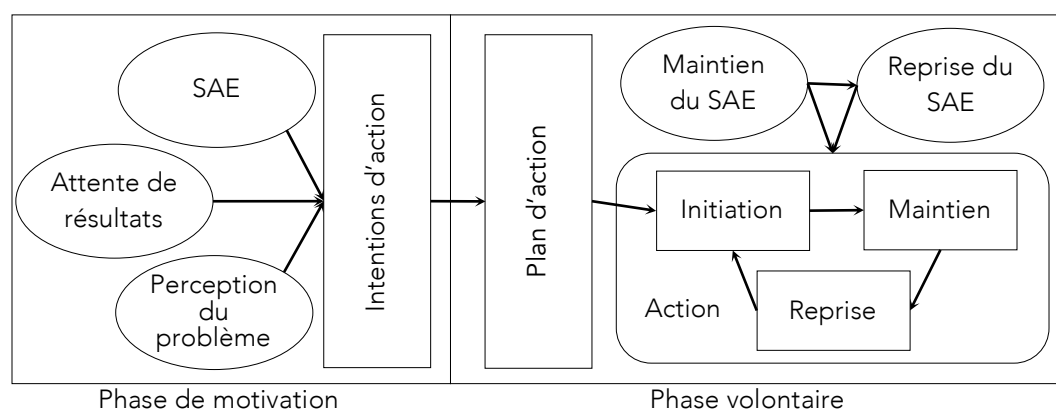 SAE
Attente de
résultats
Perception
du
problème
Intentions d'action
Plan d'action
Maintien
du SAE
Reprise du
SAE
Initiation
Maintien
Action
Reprise
Phase de motivation
Phase volontaire